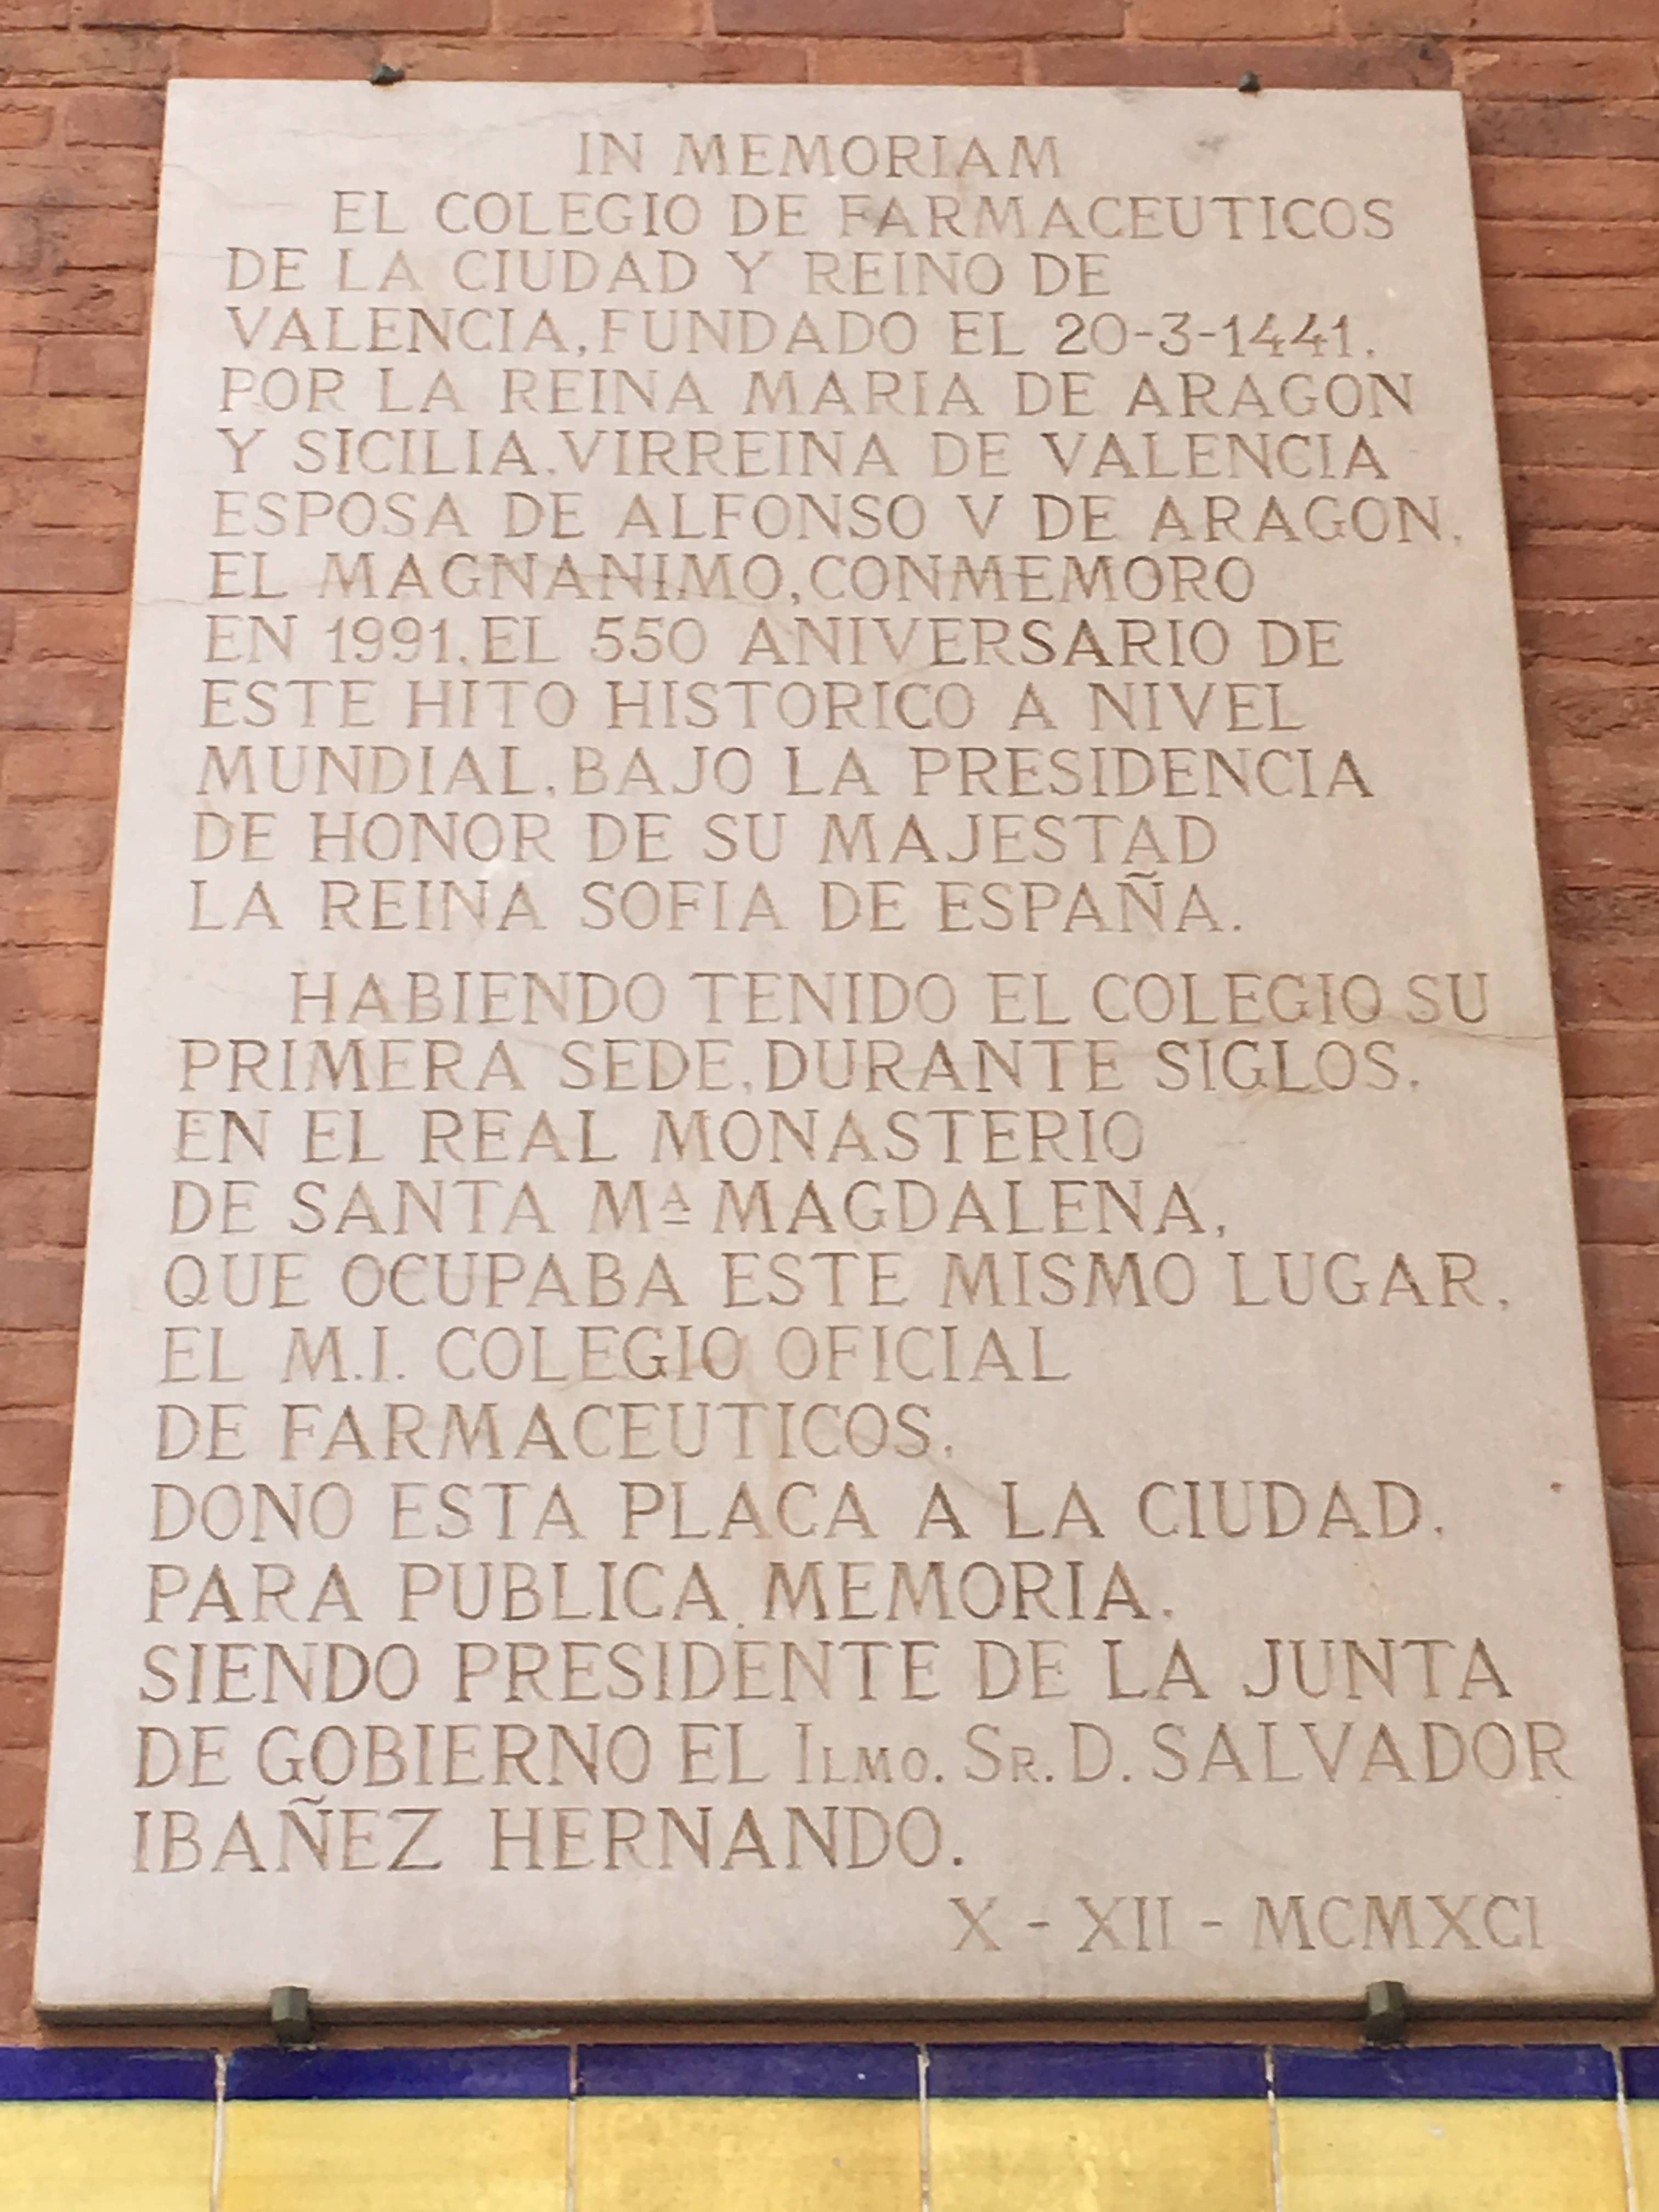 IN MEMORIAM
EL COLEGIO DE FARMACEUTICOS
DE LA CIUDAD Y REINO DE
VALENCIA, FUNDADO EL 20-3-1441,
POR LA REINA MARIA DE ARAGON
Y SICILIA, VIRREINA DE VALENCIA
ESPOSA DE ALFONSO V DE ARAGON,
EL MAGNANIMO, CONMEMORO
EN 1991, EL 550 ANIVERSARIO DE
ESTE HITO HISTORICO A NIVEL
MUNDIAL, BAJO LA PRESIDENCIA
DE HONOR DE SU MAJESTAD
LA REINA SOFIA DE ESPAÑA.
HABIENDO TENIDO EL COLEGIO SU
PRIMERA SEDE, DURANTE SIGLOS,
EN EL REAL MONASTERIO
DE SANTA Mª MAGDALENA,
QUE OCUPABA ESTE MISMO LUGAR,
EL M.I. COLEGIO OFICIAL
DE FARMACEUTICOS,
DONO ESTA PLACA A LA CIUDAD,
PARA PUBLICA MEMORIA,
SIENDO PRESIDENTE DE LA JUNTA
DE GOBIERNO EL ILMO. SR. D. SALVADOR
IBAÑEZ HERNANDO.
X - XII - MCMXCI